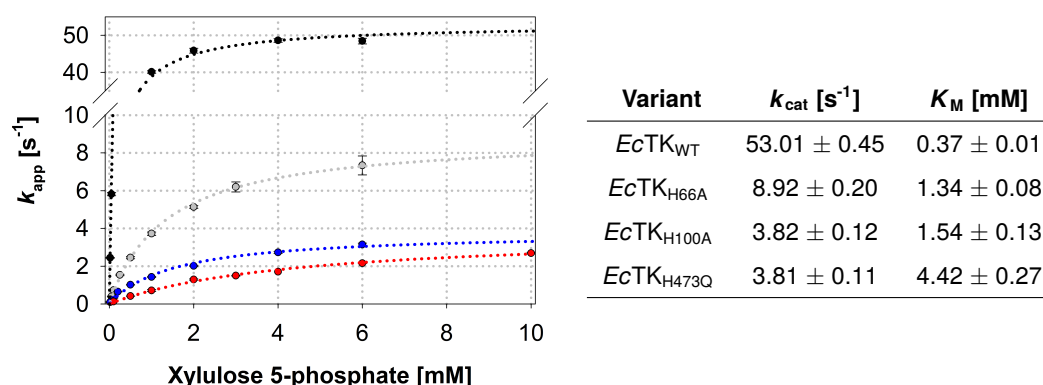 50
40
10
8
6
4
2
0
k_app [s⁻¹]
0 2 4 6 8 10
Xylulose 5-phosphate [mM]
Variant k_cat [s⁻¹] K_M [mM]
EcTK_WT 53.01 ± 0.45 0.37 ± 0.01
EcTK_H66A 8.92 ± 0.20 1.34 ± 0.08
EcTK_H100A 3.82 ± 0.12 1.54 ± 0.13
EcTK_H473Q 3.81 ± 0.11 4.42 ± 0.27